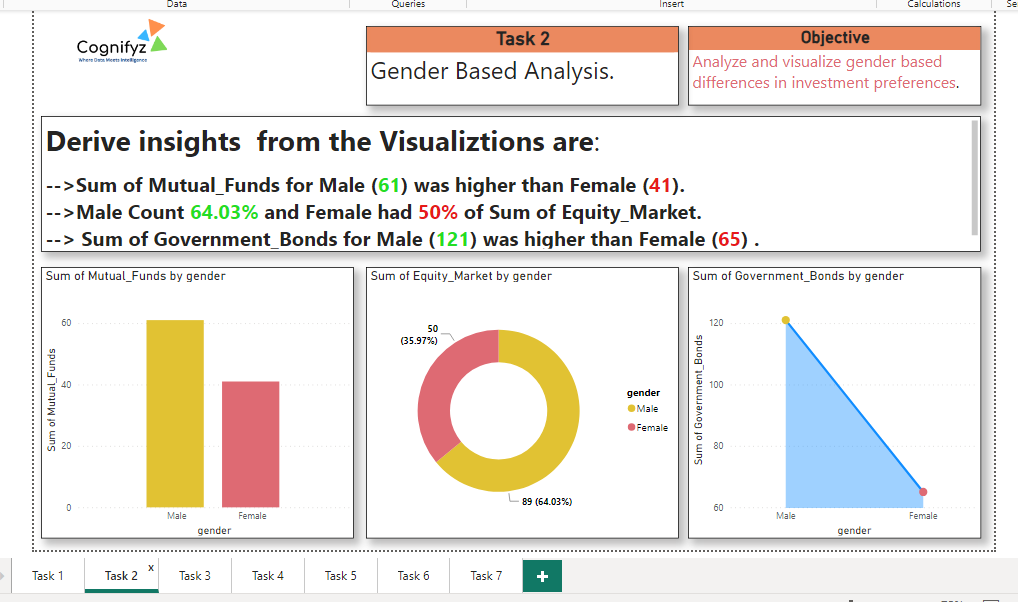 Data Queries Insert Calculations
Cognifyz
Where Data Meets Intelligence
Task 2
Gender Based Analysis.
Objective
Analyze and visualize gender based
differences in investment preferences.
Derive insights  from the Visualiztions are:
-->Sum of Mutual_Funds for Male (61) was higher than Female (41).
-->Male Count 64.03% and Female had 50% of Sum of Equity_Market.
--> Sum of Government_Bonds for Male (121) was higher than Female (65) .
Sum of Mutual_Funds by gender
Sum of Mutual_Funds
60
40
20
0
Male Female
gender
Sum of Equity_Market by gender
50
(35.97%)
89 (64.03%)
gender
Male
Female
Sum of Government_Bonds by gender
Sum of Government_Bonds
120
100
80
60
Male Female
gender
Task 1 Task 2 x Task 3 Task 4 Task 5 Task 6 Task 7 +